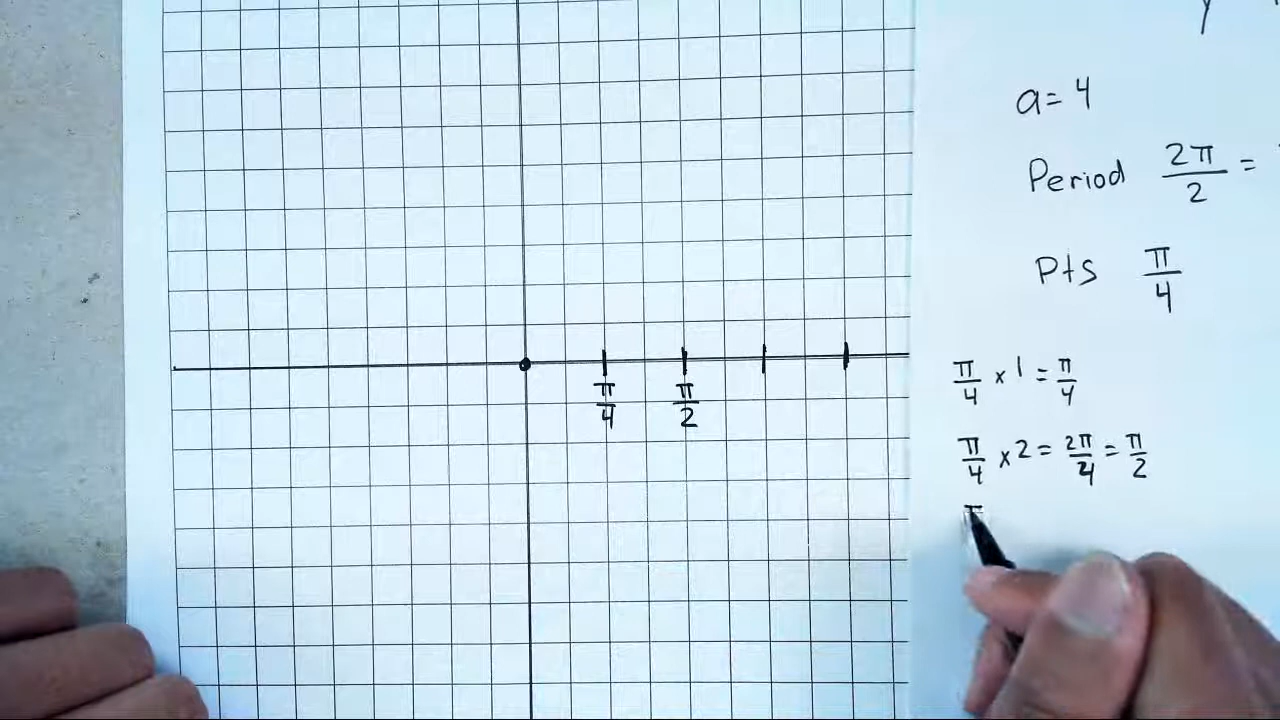 y
a=4
Period 2π/2 =
Pts π/4
π/4 × 1 = π/4
π/4 × 2 = 2π/4 = π/2
π/4 π/2